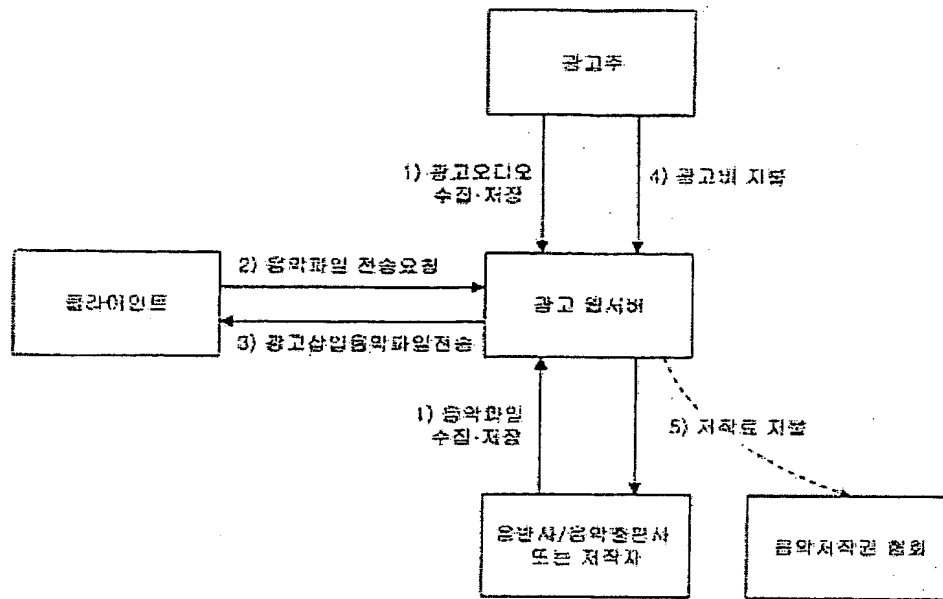 광고주
1) 광고오디오
수집·저장
4) 광고비 지불
2) 음악파일 전송요청
클라이언트
광고 웹서버
3) 광고삽입음악파일전송
1) 음악파일
수집·저장
5) 저작료 지불
음반사/음악출판사
또는 저작자
음악저작권 협회